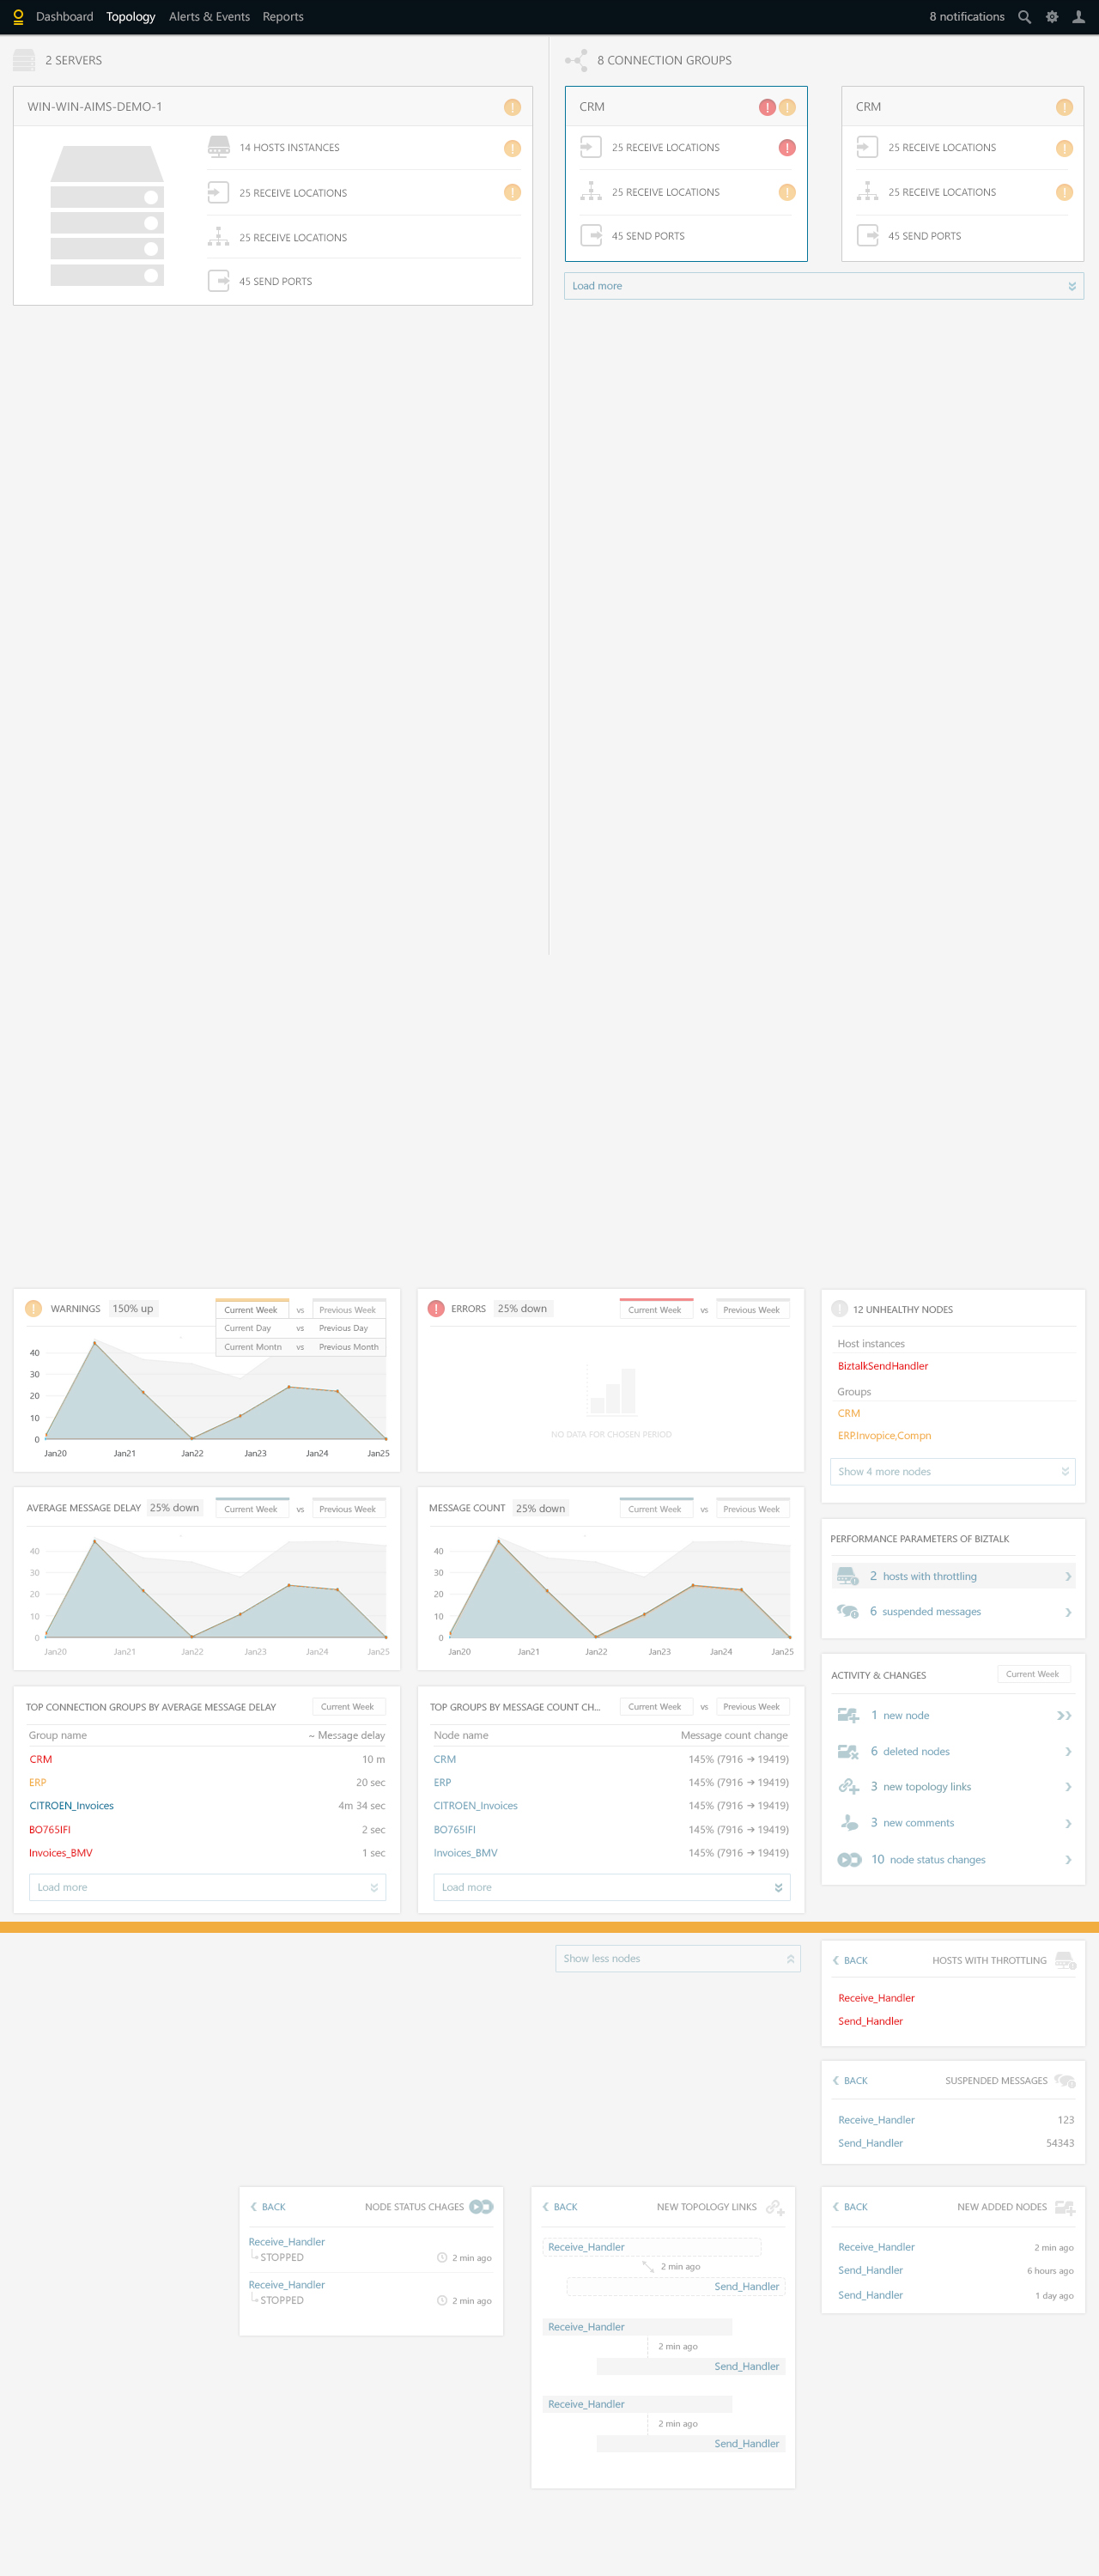 Dashboard Topology Alerts & Events Reports 8 notifications
2 SERVERS
WIN-WIN-AIMS-DEMO-1
14 HOSTS INSTANCES
25 RECEIVE LOCATIONS
25 RECEIVE LOCATIONS
45 SEND PORTS
8 CONNECTION GROUPS
CRM
25 RECEIVE LOCATIONS
25 RECEIVE LOCATIONS
45 SEND PORTS
CRM
25 RECEIVE LOCATIONS
25 RECEIVE LOCATIONS
45 SEND PORTS
Load more
WARNINGS 150% up
Current Week vs Previous Week
Current Day vs Previous Day
Current Montn vs Previous Month
40
30
20
10
0
Jan20 Jan21 Jan22 Jan23 Jan24 Jan25
ERRORS 25% down Current Week vs Previous Week
NO DATA FOR CHOSEN PERIOD
12 UNHEALTHY NODES
Host instances
BiztalkSendHandler
Groups
CRM
ERP.Invopice,Compn
Show 4 more nodes
AVERAGE MESSAGE DELAY 25% down Current Week vs Previous Week
40
30
20
10
0
Jan20 Jan21 Jan22 Jan23 Jan24 Jan25
MESSAGE COUNT 25% down Current Week vs Previous Week
40
30
20
10
0
Jan20 Jan21 Jan22 Jan23 Jan24 Jan25
PERFORMANCE PARAMETERS OF BIZTALK
2 hosts with throttling
6 suspended messages
ACTIVITY & CHANGES Current Week
1 new node
6 deleted nodes
3 new topology links
3 new comments
10 node status changes
TOP CONNECTION GROUPS BY AVERAGE MESSAGE DELAY Current Week
Group name ~ Message delay
CRM 10 m
ERP 20 sec
CITROEN_Invoices 4m 34 sec
BO765IFI 2 sec
Invoices_BMV 1 sec
Load more
TOP GROUPS BY MESSAGE COUNT CH... Current Week vs Previous Week
Node name Message count change
CRM 145% (7916 → 19419)
ERP 145% (7916 → 19419)
CITROEN_Invoices 145% (7916 → 19419)
BO765IFI 145% (7916 → 19419)
Invoices_BMV 145% (7916 → 19419)
Load more
Show less nodes
BACK HOSTS WITH THROTTLING
Receive_Handler
Send_Handler
BACK SUSPENDED MESSAGES
Receive_Handler 123
Send_Handler 54343
BACK NODE STATUS CHAGES
Receive_Handler
STOPPED 2 min ago
Receive_Handler
STOPPED 2 min ago
BACK NEW TOPOLOGY LINKS
Receive_Handler
2 min ago
Send_Handler
Receive_Handler
2 min ago
Send_Handler
Receive_Handler
2 min ago
Send_Handler
BACK NEW ADDED NODES
Receive_Handler 2 min ago
Send_Handler 6 hours ago
Send_Handler 1 day ago